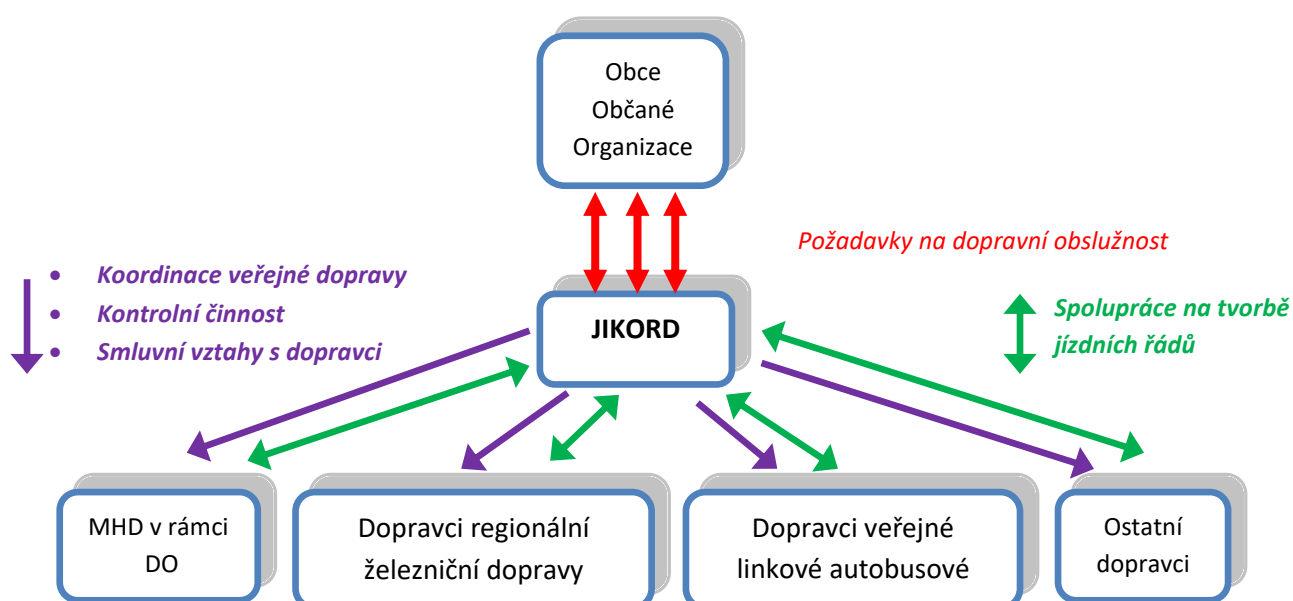 Obce
Občané
Organizace
Požadavky na dopravní obslužnost
• Koordinace veřejné dopravy
• Kontrolní činnost
• Smluvní vztahy s dopravci
JIKORD
Spolupráce na tvorbě
jízdních řádů
MHD v rámci
DO
Dopravci regionální
železniční dopravy
Dopravci veřejné
linkové autobusové
Ostatní
dopravci